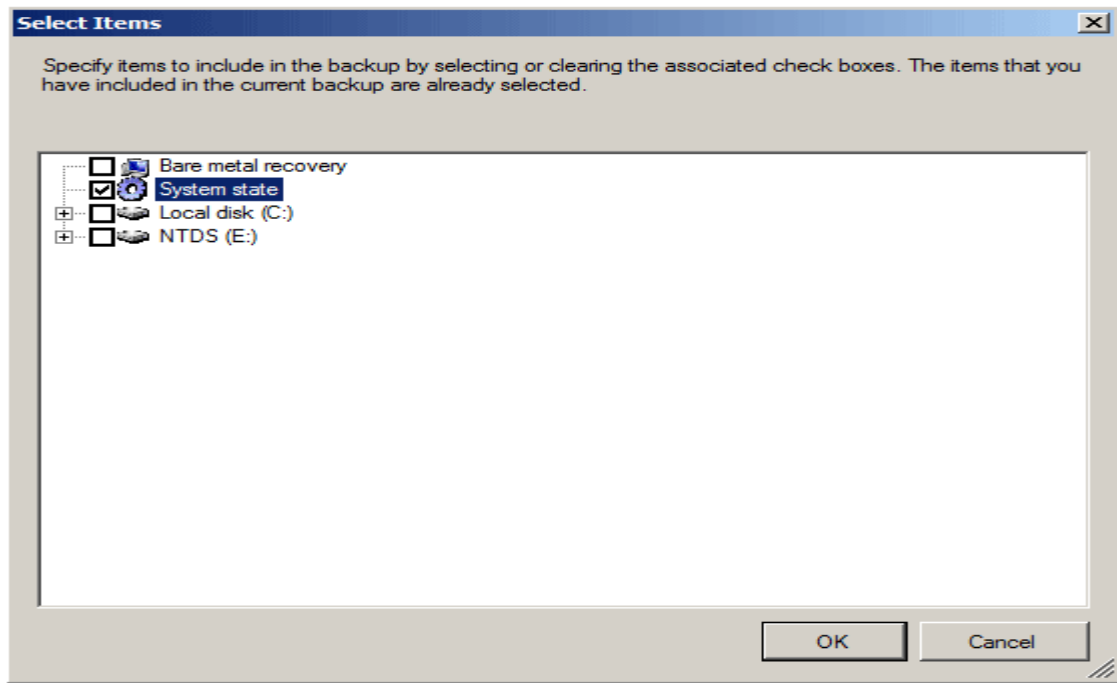 Select Items
Specify items to include in the backup by selecting or clearing the associated check boxes. The items that you
have included in the current backup are already selected.
Bare metal recovery
System state
Local disk (C:)
NTDS (E:)
OK
Cancel